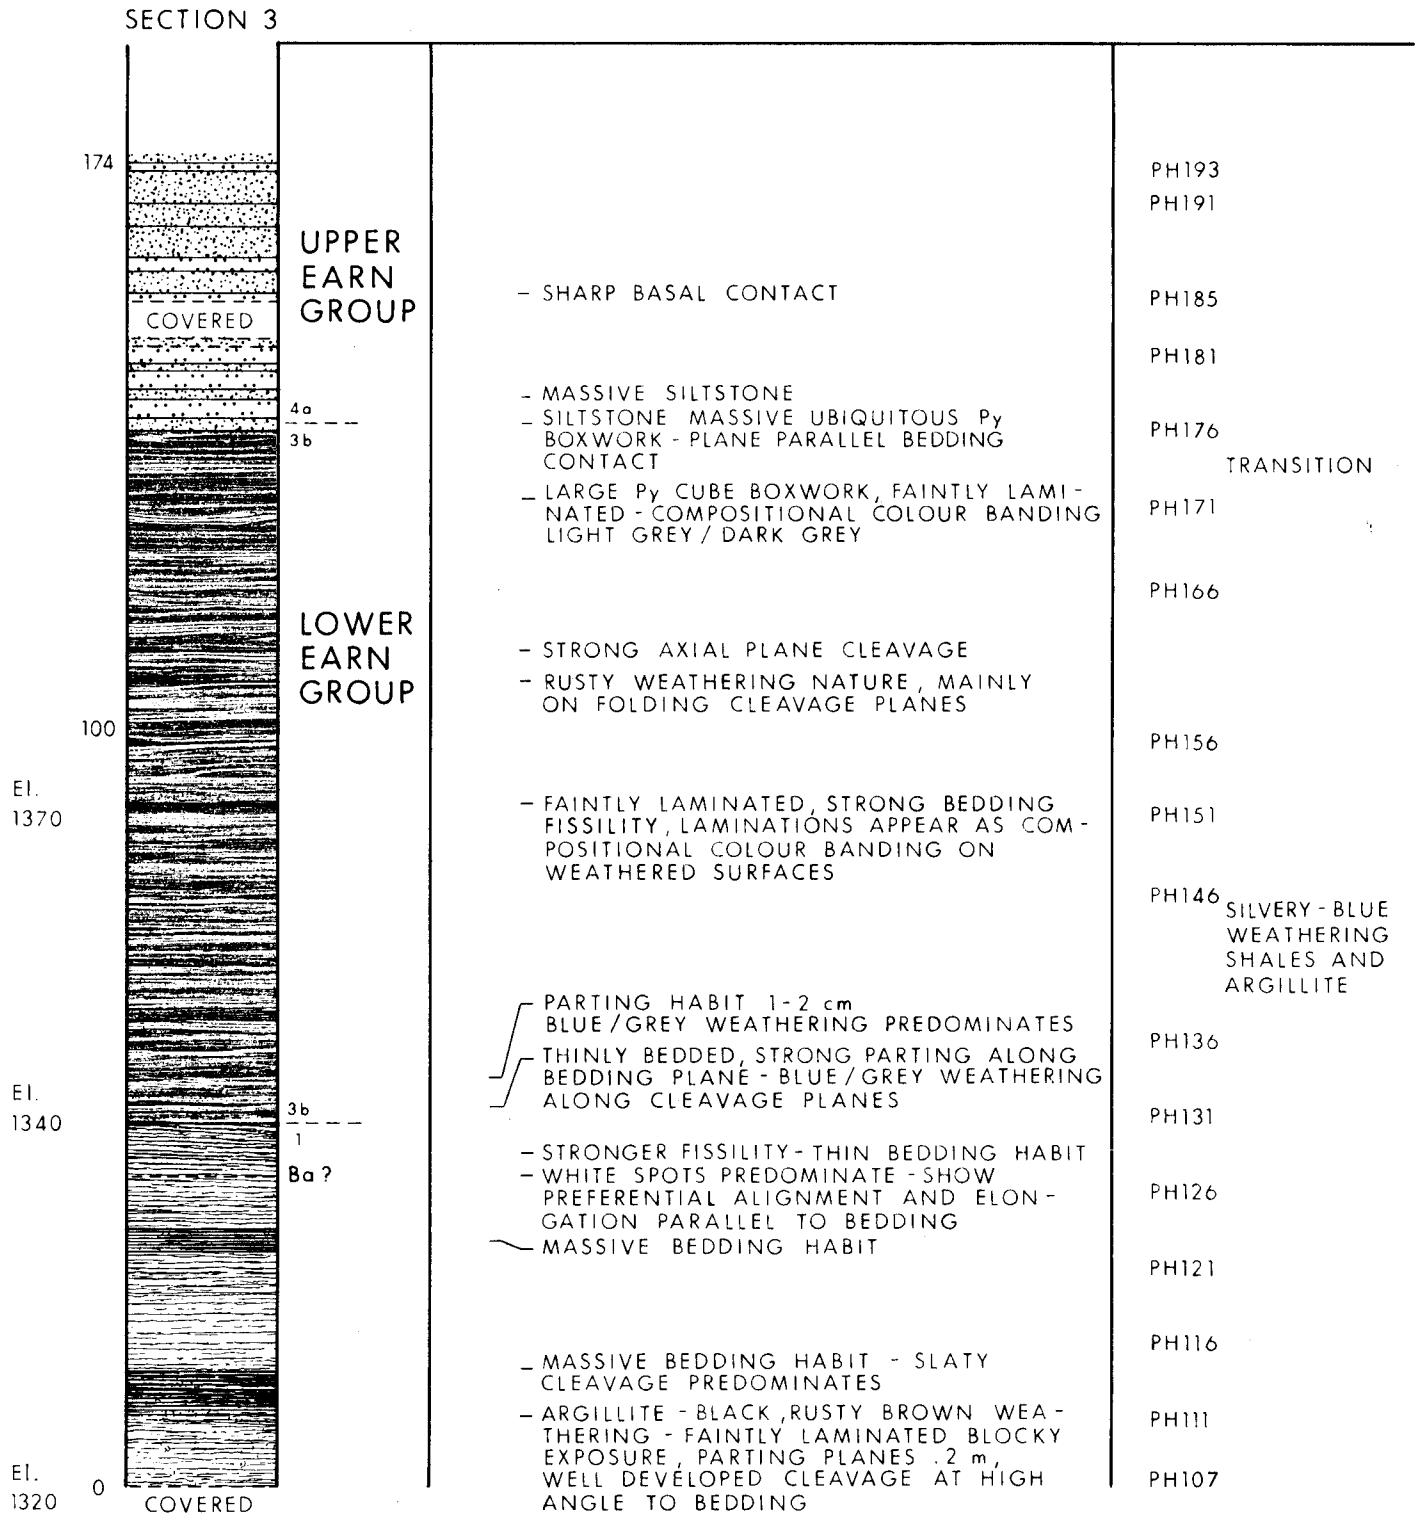 SECTION 3
174
PH193
PH191
UPPER
EARN
GROUP
– SHARP BASAL CONTACT
PH185
COVERED
PH181
– MASSIVE SILTSTONE
4a
– SILTSTONE MASSIVE UBIQUITOUS Py
BOXWORK - PLANE PARALLEL BEDDING
CONTACT
3b
PH176
TRANSITION
– LARGE Py CUBE BOXWORK, FAINTLY LAMI-
NATED - COMPOSITIONAL COLOUR BANDING
LIGHT GREY / DARK GREY
PH171
PH166
LOWER
EARN
GROUP
– STRONG AXIAL PLANE CLEAVAGE
– RUSTY WEATHERING NATURE, MAINLY
ON FOLDING CLEAVAGE PLANES
100
PH156
El.
1370
– FAINTLY LAMINATED, STRONG BEDDING
FISSILITY, LAMINATIONS APPEAR AS COM-
POSITIONAL COLOUR BANDING ON
WEATHERED SURFACES
PH151
PH146
SILVERY - BLUE
WEATHERING
SHALES AND
ARGILLITE
PARTING HABIT 1-2 cm
BLUE/GREY WEATHERING PREDOMINATES
PH136
THINLY BEDDED, STRONG PARTING ALONG
BEDDING PLANE - BLUE/GREY WEATHERING
ALONG CLEAVAGE PLANES
El.
1340
3b
1
PH131
– STRONGER FISSILITY - THIN BEDDING HABIT
Ba ?
– WHITE SPOTS PREDOMINATE - SHOW
PREFERENTIAL ALIGNMENT AND ELON-
GATION PARALLEL TO BEDDING
PH126
MASSIVE BEDDING HABIT
PH121
PH116
– MASSIVE BEDDING HABIT - SLATY
CLEAVAGE PREDOMINATES
– ARGILLITE - BLACK, RUSTY BROWN WEA-
THERING - FAINTLY LAMINATED BLOCKY
EXPOSURE, PARTING PLANES .2 m,
WELL DEVELOPED CLEAVAGE AT HIGH
ANGLE TO BEDDING
PH111
El.
1320
0
PH107
COVERED